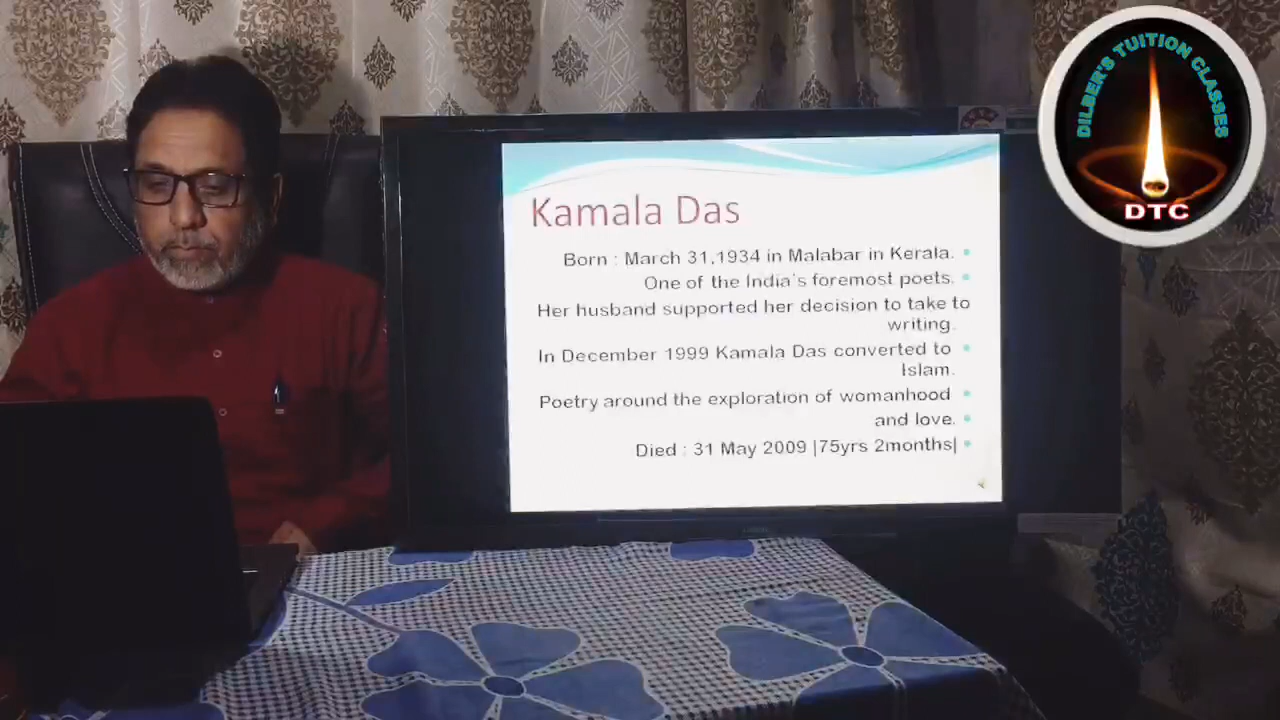 DILBER'S TUITION CLASSES
DTC
Kamala Das
Born : March 31,1934 in Malabar in Kerala.
One of the India's foremost poets.
Her husband supported her decision to take to
writing.
In December 1999 Kamala Das converted to
Islam.
Poetry around the exploration of womanhood
and love.
Died : 31 May 2009 |75yrs 2months|